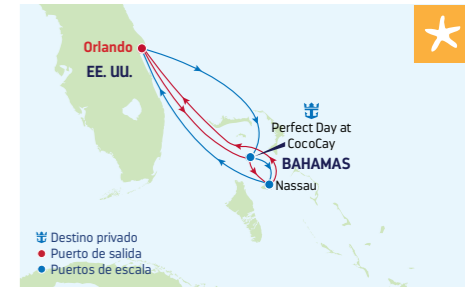 Orlando
EE. UU.
Perfect Day at
CocoCay
BAHAMAS
Nassau
Destino privado
Puerto de salida
Puertos de escala